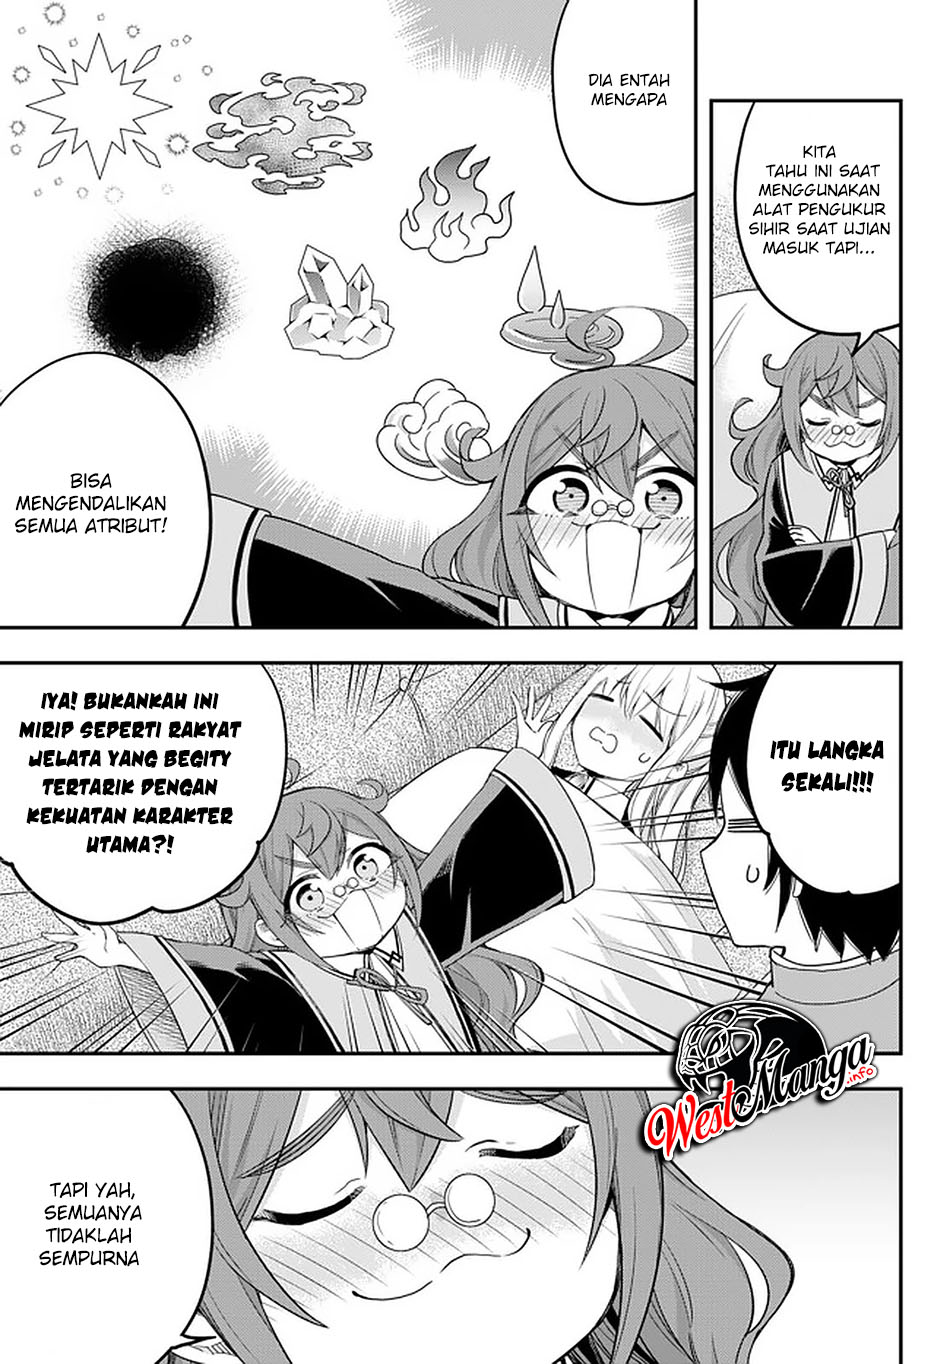 KITA
TAHU INI SAAT
MENGGUNAKAN
ALAT PENGUKUR
SIHIR SAAT UJIAN
MASUK TAPI...
DIA ENTAH
MENGAPA
BISA
MENGENDALIKAN
SEMUA ATRIBUT!
ITU LANGKA
SEKALI!!!
IYA! BUKANKAH INI
MIRIP SEPERTI RAKYAT
JELATA YANG BEGITY
TERTARIK DENGAN
KEKUATAN KARAKTER
UTAMA?!
WestManga
.info
TAPI YAH,
SEMUANYA
TIDAKLAH
SEMPURNA